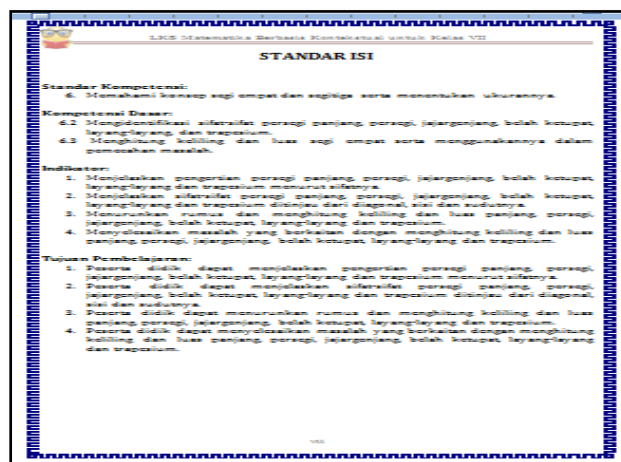 LKS Matematika Berbasis Kontekstual untuk Kelas VII
STANDAR ISI
Standar Kompetensi:
6. Memahami konsep segi empat dan segitiga serta menentukan ukurannya.
Kompetensi Dasar:
6.2 Mengidentifikasi sifat-sifat persegi panjang, persegi, jajargenjang, belah ketupat,
layang-layang, dan trapesium.
6.3 Menghitung keliling dan luas segi empat serta menggunakannya dalam
pemecahan masalah.
Indikator:
1. Menjelaskan pengertian persegi panjang, persegi, jajargenjang, belah ketupat,
layang-layang dan trapesium menurut sifatnya.
2. Menjelaskan sifat-sifat persegi panjang, persegi, jajargenjang, belah ketupat,
layang-layang dan trapesium ditinjau dari diagonal, sisi dan sudutnya.
3. Menurunkan rumus dan menghitung keliling dan luas panjang, persegi,
jajargenjang, belah ketupat, layang-layang dan trapesium.
4. Menyelesaikan masalah yang berkaitan dengan menghitung keliling dan luas
panjang, persegi, jajargenjang, belah ketupat, layang-layang dan trapesium.
Tujuan Pembelajaran:
1. Peserta didik dapat menjelaskan pengertian persegi panjang, persegi,
jajargenjang, belah ketupat, layang-layang dan trapesium menurut sifatnya.
2. Peserta didik dapat menjelaskan sifat-sifat persegi panjang, persegi,
jajargenjang, belah ketupat, layang-layang dan trapesium ditinjau dari diagonal,
sisi dan sudutnya.
3. Peserta didik dapat menurunkan rumus dan menghitung keliling dan luas
panjang, persegi, jajargenjang, belah ketupat, layang-layang dan trapesium.
4. Peserta didik dapat menyelesaikan masalah yang berkaitan dengan menghitung
keliling dan luas panjang, persegi, jajargenjang, belah ketupat, layang-layang
dan trapesium.